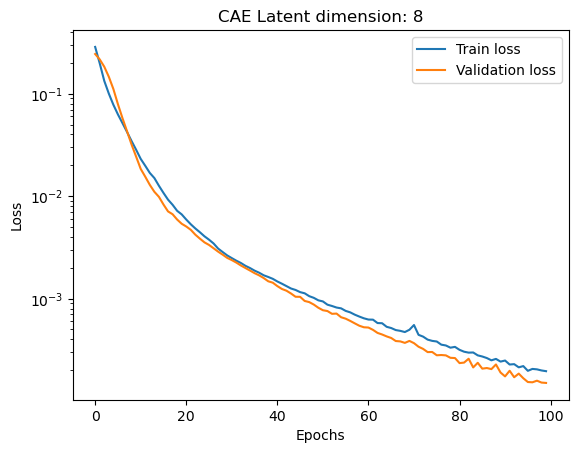 CAE Latent dimension: 8
Train loss
Validation loss
10⁻¹
10⁻²
10⁻³
Loss
0 20 40 60 80 100
Epochs